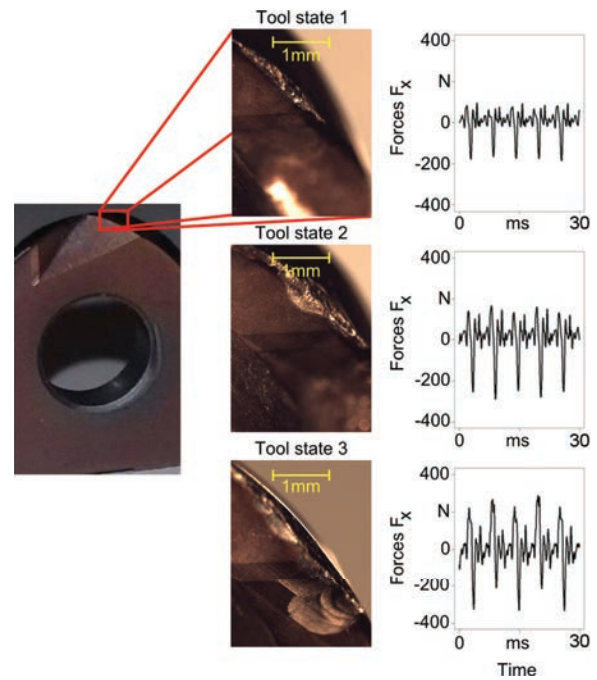 Tool state 1
1mm
Forces Fx
400
N
0
-200
-400
0
ms
30
Tool state 2
1mm
Forces Fx
400
N
0
-200
-400
0
ms
30
Tool state 3
1mm
Forces Fx
400
N
0
-200
-400
0
ms
30
Time